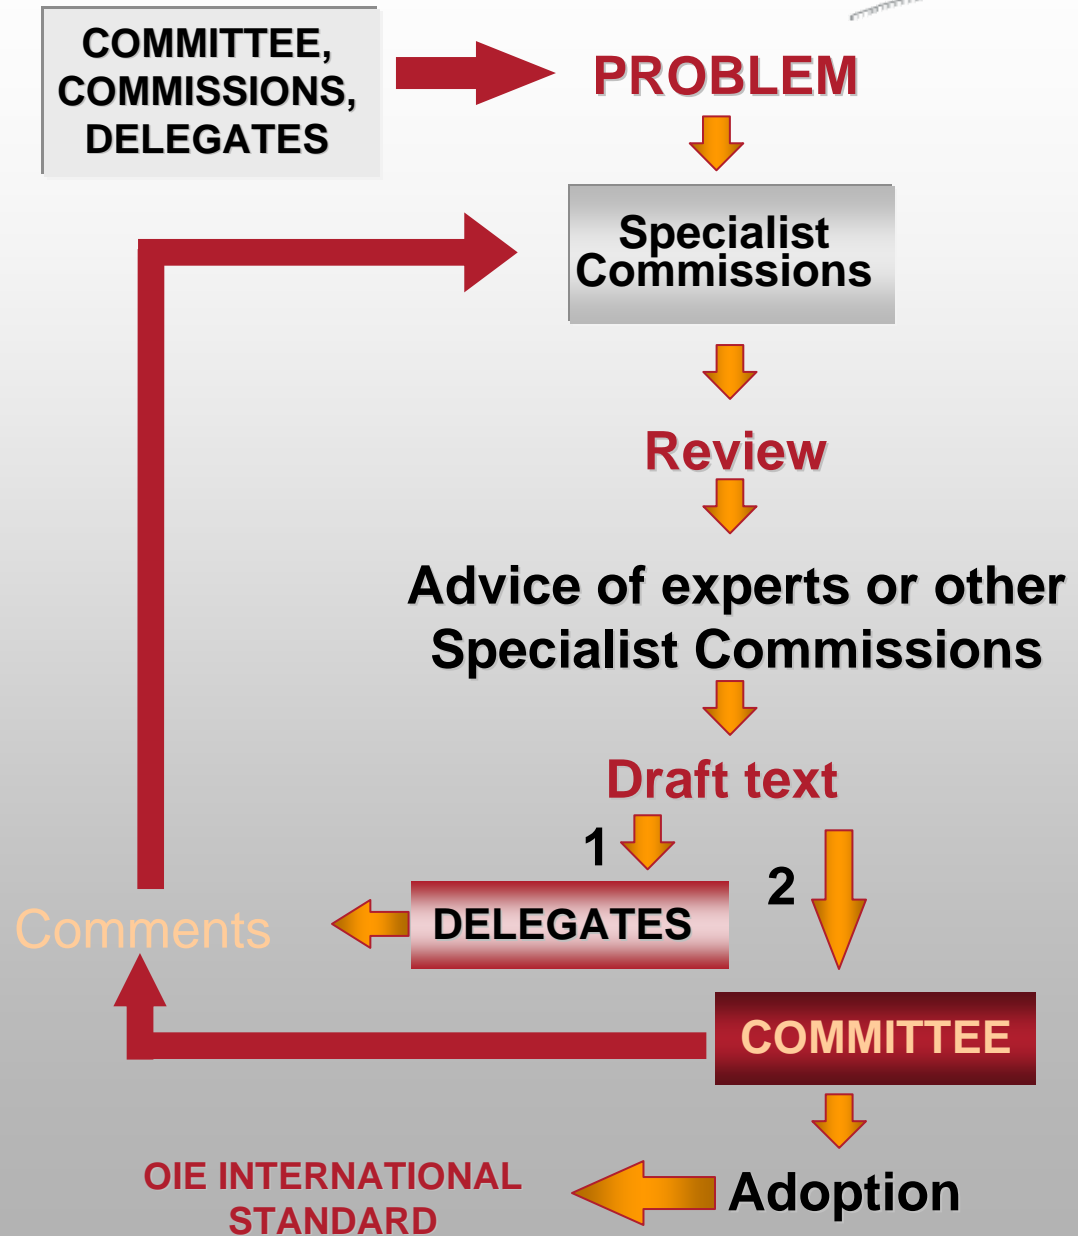 COMMITTEE,
COMMISSIONS,
DELEGATES
PROBLEM
Specialist
Commissions
Review
Advice of experts or other
Specialist Commissions
Draft text
1
2
DELEGATES
Comments
COMMITTEE
Adoption
OIE INTERNATIONAL
STANDARD